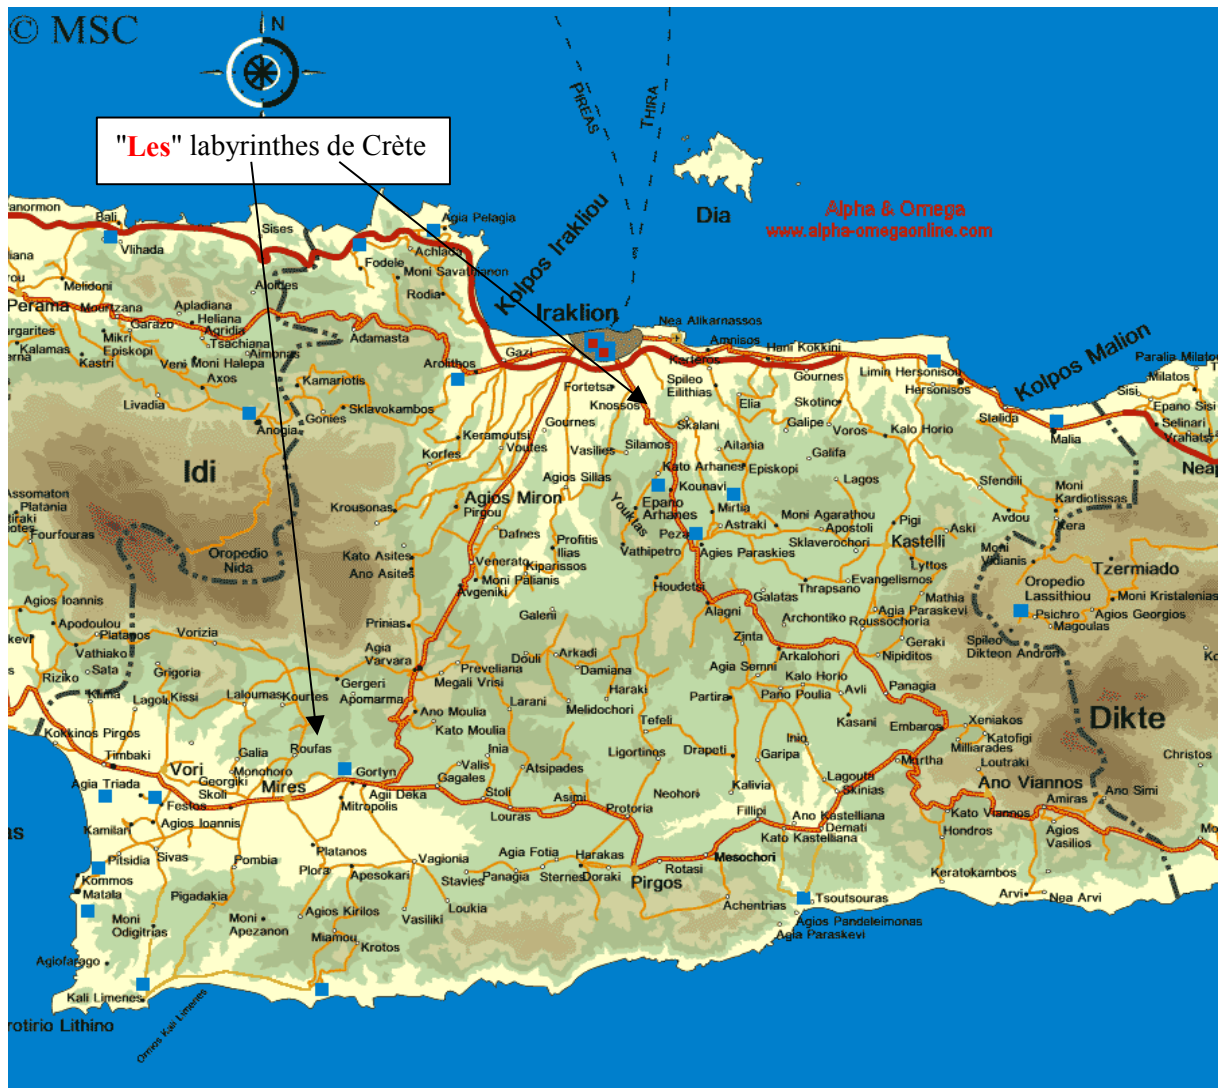 © MSC
N
"Les" labyrinthes de Crète
PIREAS
THIRA
Dia
Alpha & Omega
www.alpha-omegaonline.com
Kolpos Irakliou
Kolpos Malion
anormon
Bali
Vlihada
Sises
Agia Pelagia
Achlada
Fodele
Moni Savathianon
Rodia
Aloides
Melidoni
Perama
Mourtzana
Apladiana
Heliana
Garazo
Agridia
Tsachiana
Mikri
Episkopi
Kalamas
Kastri
Veni
Moni Halepa
Aimonas
Axos
Adamasta
Arolithos
Gazi
Iraklion
Nea Alikarnassos
Amnisos
Karteros
Hani Kokkini
Gournes
Limin Hersonisou
Hersonisos
Stalida
Malia
Sisi
Paralia Milatou
Milatos
Epano Sisi
Selinari
Vrahasi
Neap
Livadia
Kamariotis
Gonies
Sklavokambos
Anogia
Fortetsa
Knossos
Spileo
Eilithias
Elia
Skotino
Galipe
Voros
Kalo Horio
Keramoutsi
Voutes
Gournes
Vasilies
Silamos
Skalani
Aitania
Galifa
Korfes
Agios Sillas
Kato Arhanes
Episkopi
Kounavi
Lagos
Sfendili
Moni
Kardiotissas
Idi
Krousonas
Agios Miron
Pirgou
Youktas
Epano
Arhanes
Mirtia
Astraki
Moni Agarathou
Apostoli
Pigi
Aski
Avdou
Kera
Assomaton
Platania
Fourfouras
Dafnes
Profitis
Ilias
Vathipetro
Peza
Agies Paraskies
Sklaverochori
Kastelli
Moni
Vidianis
Tzermiado
Oropedio
Nida
Kato Asites
Ano Asites
Venerato
Kiparissos
Moni Palianis
Avgeniki
Houdetsi
Evangelismos
Thrapsano
Lyttos
Oropedio
Lassithiou
Moni Kristalenias
Agios Ioannis
Apodoulou
Platanos
Vorizia
Prinias
Galeni
Alagni
Galatas
Archontiko
Agia Paraskevi
Roussochoria
Mathia
Psichro
Agios Georgios
Magoulas
Vathiako
Sata
Riziko
Grigoria
Agia
Varvara
Preveliana
Megali Vrisi
Douli
Arkadi
Damiana
Zinta
Arkalohori
Agia Semni
Nipiditos
Geraki
Spileo
Dikteon Andron
Klima
Lagoli
Kissi
Laloumas
Kourtes
Gergeri
Apomarma
Ano Moulia
Kato Moulia
Larani
Haraki
Melidochori
Partira
Kalo Horio
Pano Poulia
Avli
Panagia
Kasani
Embaros
Xeniakos
Katofigi
Milliarades
Dikte
Kokkinos Pirgos
Timbaki
Vori
Galia
Roufas
Monohoro
Georgiki
Skoli
Mires
Gortyn
Mitropolis
Agii Deka
Inia
Valis
Gagales
Atsipades
Ligortinos
Tefeli
Drapeti
Inio
Garipa
Martha
Loutraki
Ano Viannos
Christos
Agia Triada
Festos
Kamilari
Agios Ioannis
Stoli
Louras
Asimi
Protoria
Neohori
Kalivia
Lagouta
Skinias
Fillipi
Ano Kastelliana
Demati
Kato Kastelliana
Kato Viannos
Hondros
Amiras
Ano Simi
Agios
Vasilios
Pitsidia
Sivas
Pombia
Platanos
Plora
Apesokari
Vagionia
Stavies
Panagia
Agia Fotia
Sternes
Harakas
Doraki
Pirgos
Rotasi
Mesochori
Keratokambos
Kommos
Matala
Pigadakia
Moni
Odigitrias
Moni
Apezanon
Agios Kirilos
Vasiliki
Loukia
Miamou
Krotos
Achentrias
Tsoutsouras
Agios Pandeleimonas
Agia Paraskevi
Arvi
Nea Arvi
Agiofarago
Kali Limenes
Ormos Kali Limenes
rotirio Lithino